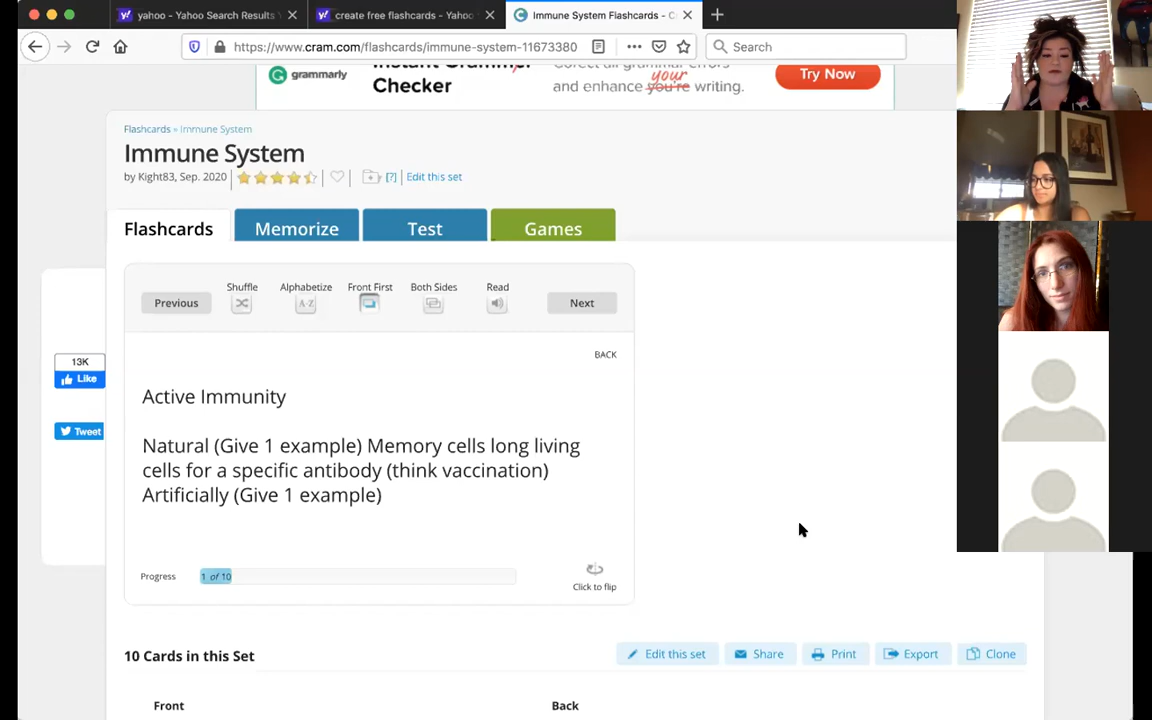 yahoo - Yahoo Search Results
create free flashcards - Yahoo
Immune System Flashcards - C
https://www.cram.com/flashcards/immune-system-11673380
Search
grammarly
Checker
and enhance you're writing.
your
Try Now
Flashcards » Immune System
Immune System
by Kight83, Sep. 2020
[?]
Edit this set
Flashcards
Memorize
Test
Games
Previous
Shuffle
Alphabetize
A-Z
Front First
Both Sides
Read
Next
BACK
13K
Like
Tweet
Active Immunity
Natural (Give 1 example) Memory cells long living
cells for a specific antibody (think vaccination)
Artificially (Give 1 example)
Progress
1 of 10
Click to flip
10 Cards in this Set
Edit this set
Share
Print
Export
Clone
Front
Back